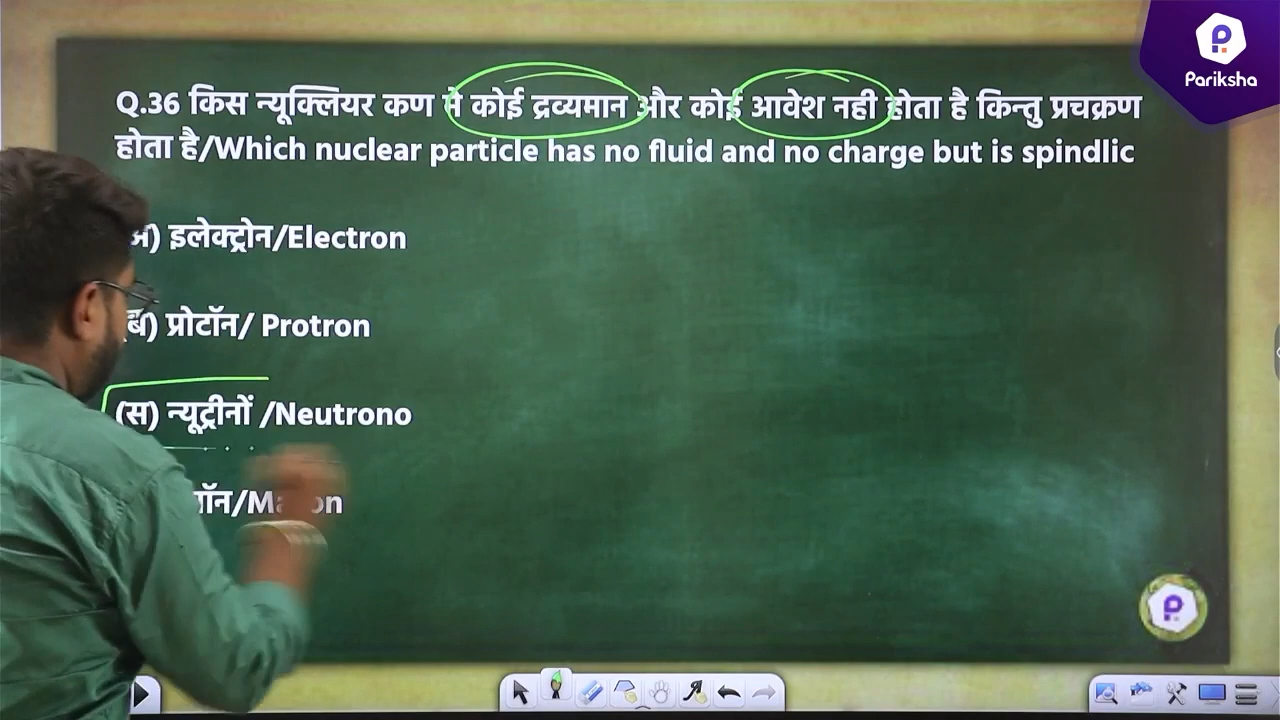 Pariksha
Q.36 किस न्यूक्लियर कण में कोई द्रव्यमान और कोई आवेश नही होता है किन्तु प्रचक्रण
होता है/Which nuclear particle has no fluid and no charge but is spindlic
अ) इलेक्ट्रोन/Electron
(ब) प्रोटॉन/ Protron
(स) न्यूट्रीनों /Neutrono